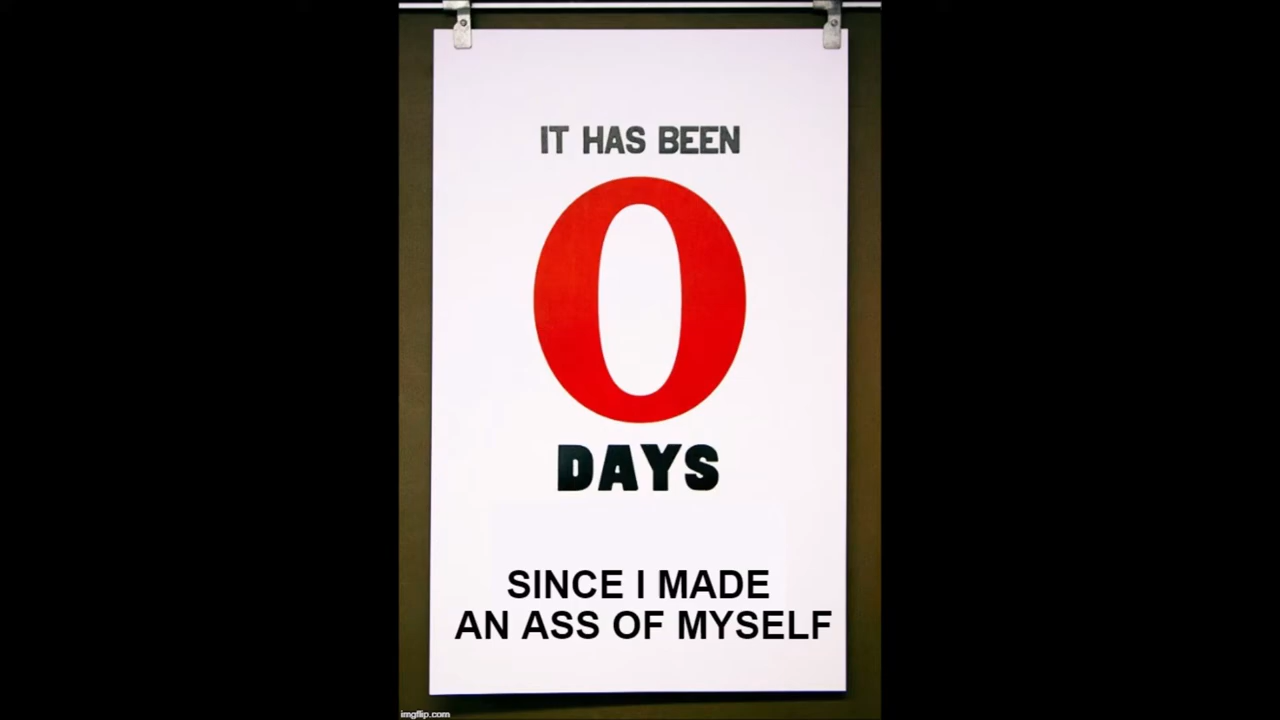 IT HAS BEEN
0
DAYS
SINCE I MADE
AN ASS OF MYSELF
imgflip.com